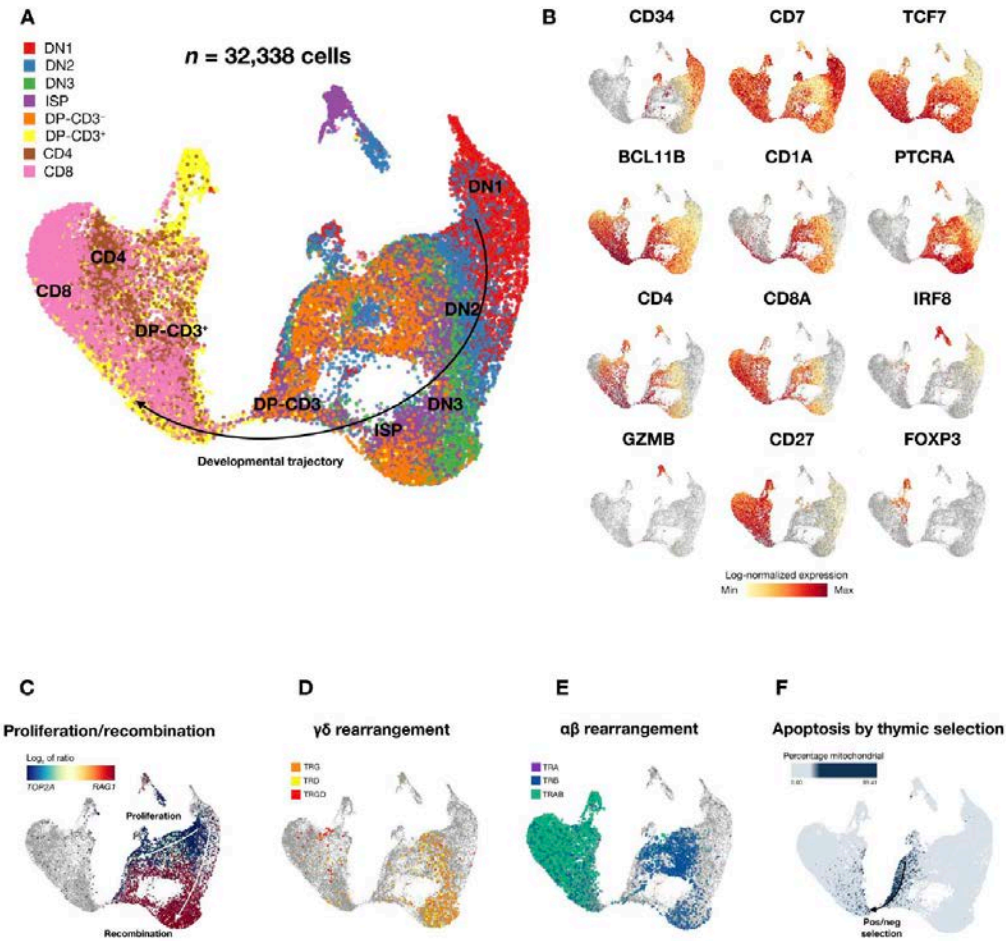 A
DN1
DN2
DN3
ISP
DP-CD3⁻
DP-CD3⁺
CD4
CD8
n = 32,338 cells
DN1
CD4
CD8
DN2
DP-CD3⁺
DP-CD3
DN3
ISP
Developmental trajectory
B
CD34
CD7
TCF7
BCL11B
CD1A
PTCRA
CD4
CD8A
IRF8
GZMB
CD27
FOXP3
Log-normalized expression
Min
Max
C
Proliferation/recombination
Log₂ of ratio
TOP2A
RAG1
Proliferation
Recombination
D
γδ rearrangement
TRG
TRD
TRGD
E
αβ rearrangement
TRA
TRB
TRAB
F
Apoptosis by thymic selection
Percentage mitochondrial
Pos/neg
selection